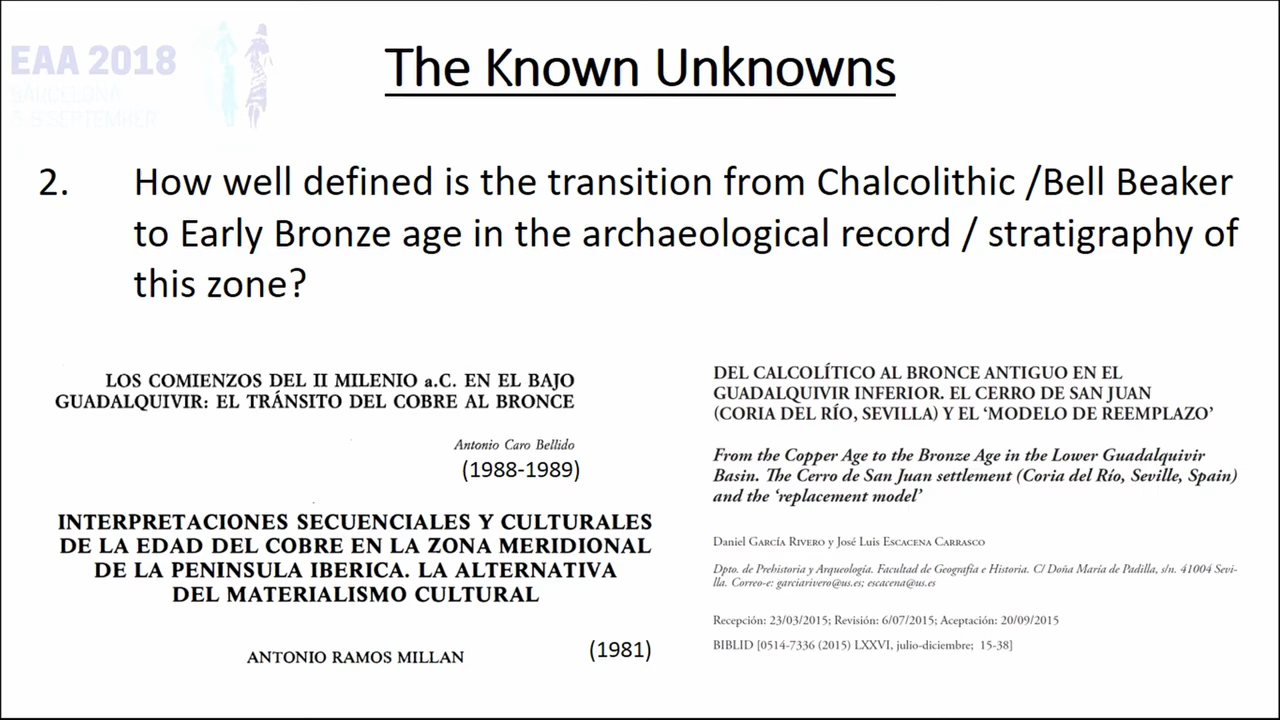 EAA 2018
BARCELONA
5-8 SEPTEMBER
The Known Unknowns
2. How well defined is the transition from Chalcolithic /Bell Beaker
to Early Bronze age in the archaeological record / stratigraphy of
this zone?
LOS COMIENZOS DEL II MILENIO a.C. EN EL BAJO
GUADALQUIVIR: EL TRÁNSITO DEL COBRE AL BRONCE
Antonio Caro Bellido
(1988-1989)
INTERPRETACIONES SECUENCIALES Y CULTURALES
DE LA EDAD DEL COBRE EN LA ZONA MERIDIONAL
DE LA PENINSULA IBERICA. LA ALTERNATIVA
DEL MATERIALISMO CULTURAL
ANTONIO RAMOS MILLAN
(1981)
DEL CALCOLÍTICO AL BRONCE ANTIGUO EN EL
GUADALQUIVIR INFERIOR. EL CERRO DE SAN JUAN
(CORIA DEL RÍO, SEVILLA) Y EL ‘MODELO DE REEMPLAZO’
From the Copper Age to the Bronze Age in the Lower Guadalquivir
Basin. The Cerro de San Juan settlement (Coria del Río, Seville, Spain)
and the ‘replacement model’
Daniel GARCÍA RIVERO y José Luis ESCACENA CARRASCO
Dpto. de Prehistoria y Arqueología. Facultad de Geografía e Historia. C/ Doña María de Padilla, s/n. 41004 Sevi-
lla. Correo-e: garciarivero@us.es; escacena@us.es
Recepción: 23/03/2015; Revisión: 6/07/2015; Aceptación: 20/09/2015
BIBLID [0514-7336 (2015) LXXVI, julio-diciembre; 15-38]